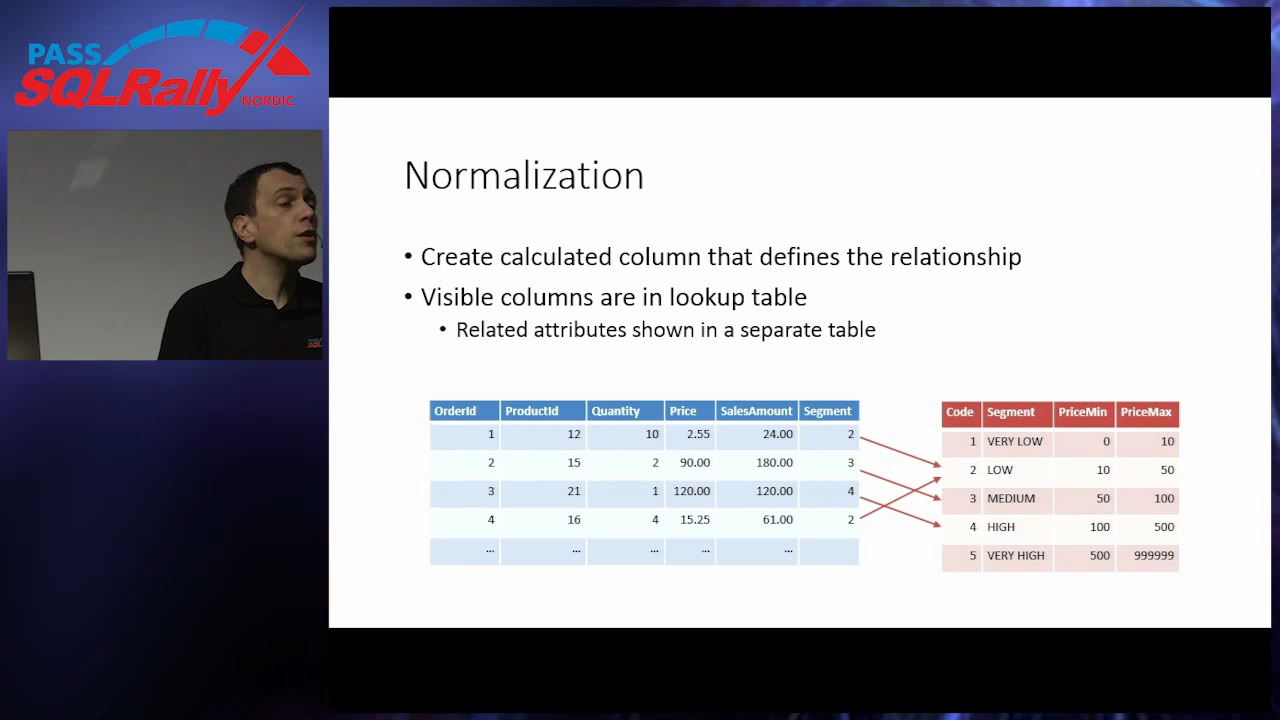 PASS
SQLRally
NORDIC
Normalization
• Create calculated column that defines the relationship
• Visible columns are in lookup table
• Related attributes shown in a separate table
OrderId ProductId Quantity Price SalesAmount Segment
1 12 10 2.55 24.00 2
2 15 2 90.00 180.00 3
3 21 1 120.00 120.00 4
4 16 4 15.25 61.00 2
... ... ... ... ...
Code Segment PriceMin PriceMax
1 VERY LOW 0 10
2 LOW 10 50
3 MEDIUM 50 100
4 HIGH 100 500
5 VERY HIGH 500 999999